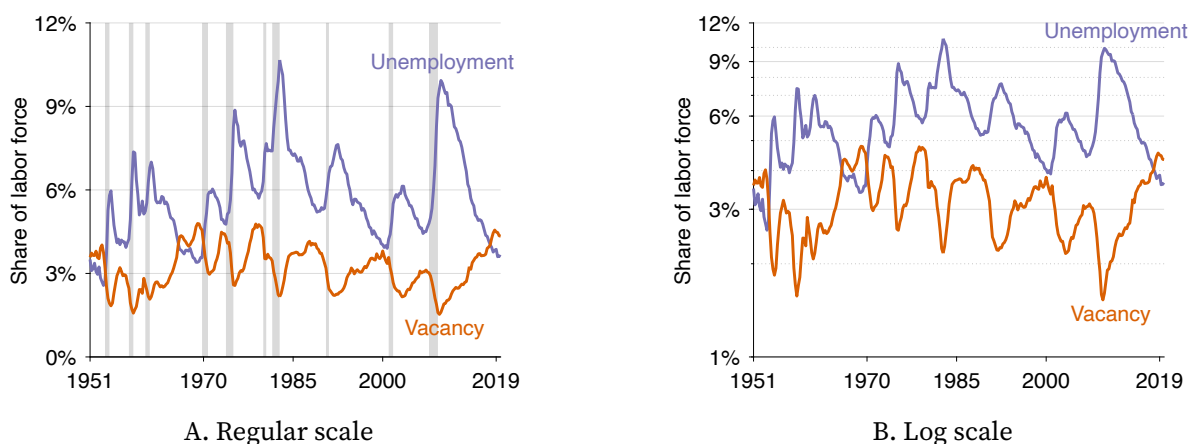 Share of labor force
12%
9%
6%
3%
0%
Unemployment
Vacancy
1951
1970
1985
2000
2019
A. Regular scale
Share of labor force
12%
9%
6%
3%
1%
Unemployment
Vacancy
1951
1970
1985
2000
2019
B. Log scale